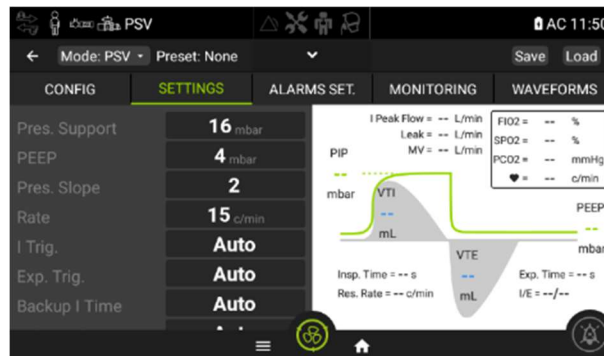 PSV AC 11:50
← Mode: PSV Preset: None Save Load
CONFIG SETTINGS ALARMS SET. MONITORING WAVEFORMS
Pres. Support 16 mbar
PEEP 4 mbar
Pres. Slope 2
Rate 15 c/min
I Trig. Auto
Exp. Trig. Auto
Backup I Time Auto
I Peak Flow = -- L/min
Leak = -- L/min
MV = -- L/min
FIO2 = -- %
SPO2 = -- %
PCO2 = -- mmHg
♥ = -- c/min
PIP
--
mbar
VTI
--
mL
PEEP
--
mbar
VTE
--
mL
Insp. Time = -- s
Res. Rate = -- c/min
Exp. Time = -- s
I/E = --/--